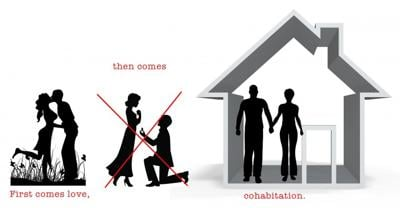 First comes love,
then comes
cohabitation.